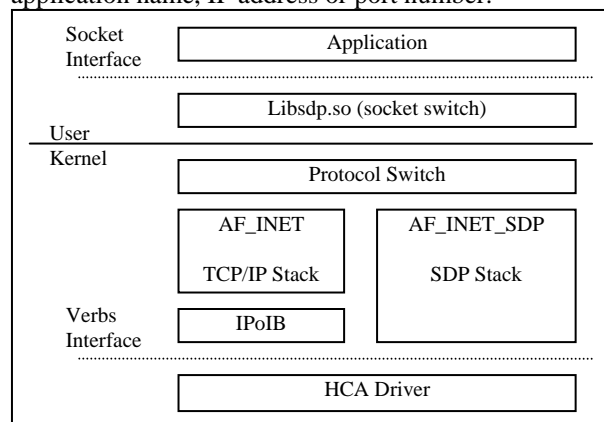 application name, IP address or port number.
Socket
Interface
Application
Libsdp.so (socket switch)
User
Kernel
Protocol Switch
AF_INET
AF_INET_SDP
TCP/IP Stack
SDP Stack
Verbs
Interface
IPoIB
HCA Driver